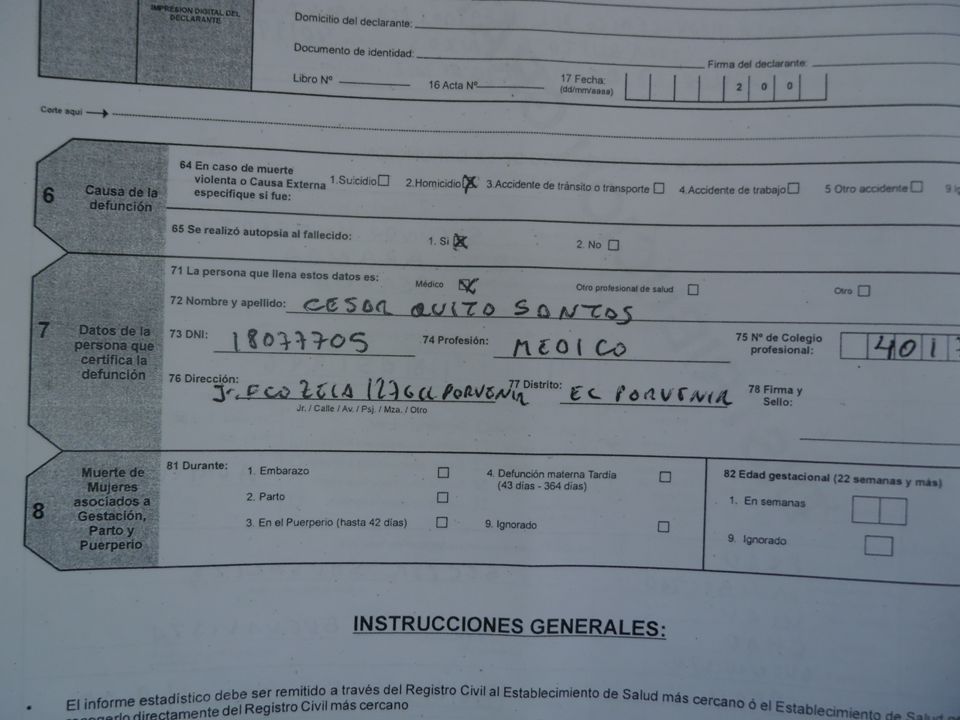 IMPRESIÓN DIGITAL DEL
DECLARANTE
Domicilio del declarante:
Documento de identidad:
Firma del declarante:
Libro Nº
16 Acta Nº
17 Fecha:
(dd/mm/aaaa)
2 0 0
Corte aquí
6
Causa de la
defunción
64 En caso de muerte
violenta o Causa Externa
especifique si fue:
1.Suicidio
2.Homicidio X
3.Accidente de tránsito o transporte
4.Accidente de trabajo
5 Otro accidente
65 Se realizó autopsia al fallecido:
1. Si X
2. No
7
Datos de la
persona que
certifica la
defunción
71 La persona que llena estos datos es:
Médico X
Otro profesional de salud
Otro
72 Nombre y apellido: CESAR QUITO SANTOS
73 DNI: 18077705
74 Profesión: MEDICO
75 Nº de Colegio
profesional: 401
76 Dirección:
Jr. / Calle / Av. / Psj. / Mza. / Otro
77 Distrito: EL PORVENIR
78 Firma y
Sello:
8
Muerte de
Mujeres
asociados a
Gestación,
Parto y
Puerperio
81 Durante:
1. Embarazo
2. Parto
3. En el Puerperio (hasta 42 días)
4. Defunción materna Tardía
(43 días - 364 días)
9. Ignorado
82 Edad gestacional (22 semanas y más)
1. En semanas
9. Ignorado
INSTRUCCIONES GENERALES:
El informe estadístico debe ser remitido a través del Registro Civil al Establecimiento de Salud más cercano ó el Establecimiento de Salud
directamente del Registro Civil más cercano